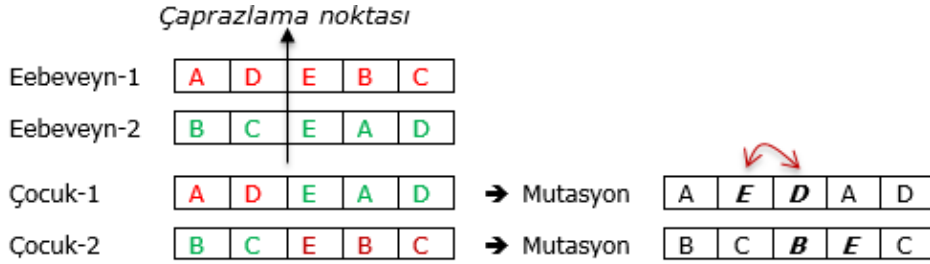 Çaprazlama noktası
Eebeveyn-1 A D E B C
Eebeveyn-2 B C E A D
Çocuk-1 A D E A D ➔ Mutasyon A E D A D
Çocuk-2 B C E B C ➔ Mutasyon B C B E C